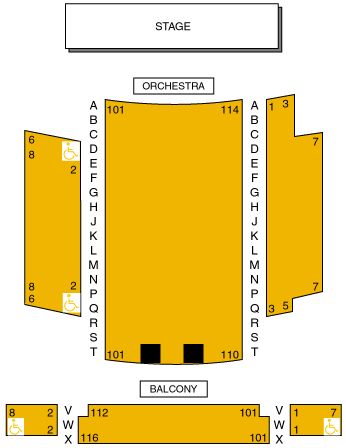 STAGE
ORCHESTRA
A 101 114 A 1 3
B B
C C
6 D D 7
8 E E
2 F F
G G
H H
J J
K K
L L
M M
8 2 N N 7
6 P P
Q Q 3 5
R R
S S
T 101 110 T
BALCONY
8 2 V 112 101 V 1 7
2 W W 1
X 116 101 X